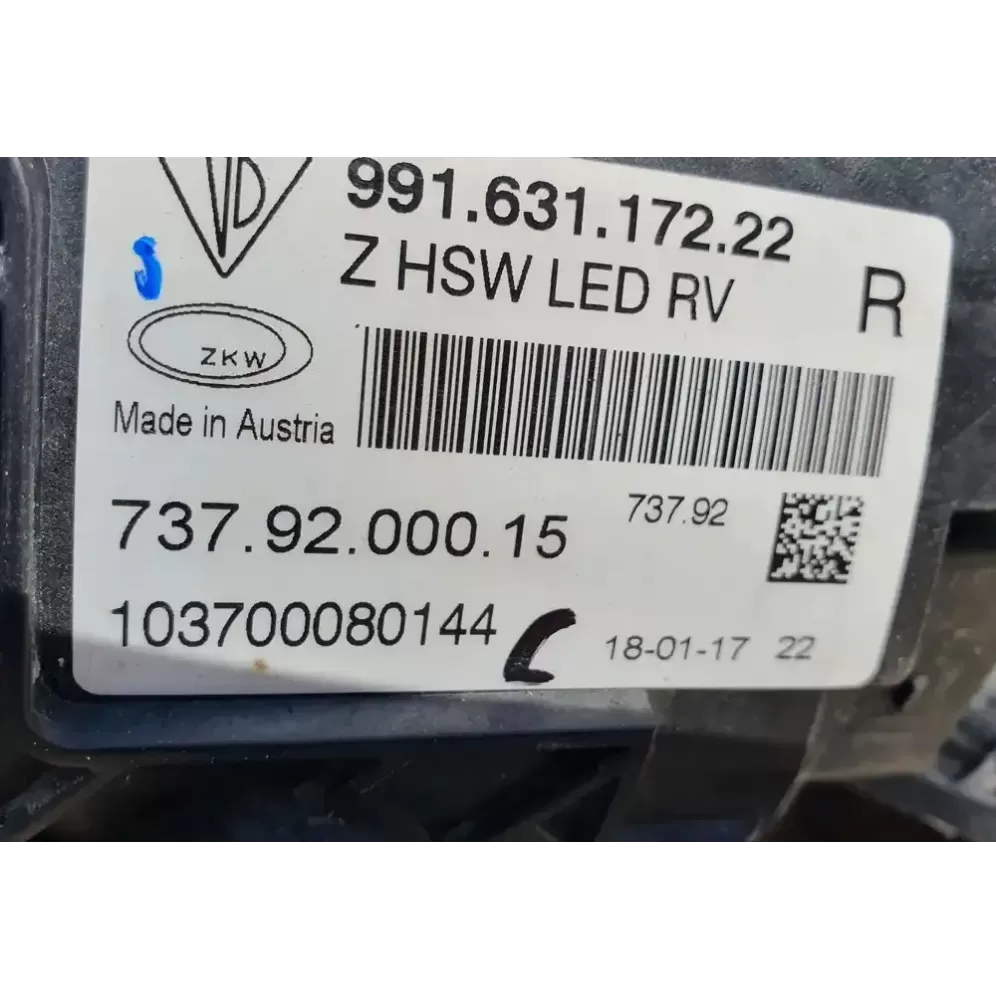 991.631.172.22
Z HSW LED RV
R
ZKW
Made in Austria
737.92.000.15
737.92
103700080144
18-01-17 22